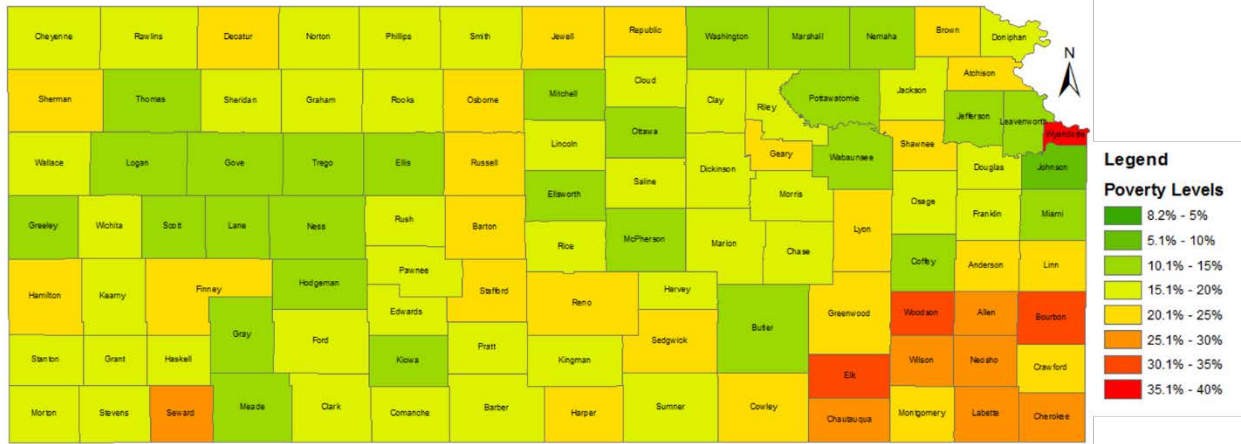 Cheyenne Rawlins Decatur Norton Phillips Smith Jewell Republic Washington Marshall Nemaha Brown Doniphan
N
Sherman Thomas Sheridan Graham Rooks Osborne Mitchell Cloud Clay Riley Pottawatomie Jackson Atchison
Ottawa Jefferson Leavenworth
Wyandotte
Wallace Logan Gove Trego Ellis Russell Lincoln Saline Dickinson Geary Wabaunsee Shawnee Douglas Johnson
Greeley Wichita Scott Lane Ness Rush Barton Ellsworth McPherson Marion Morris Chase Lyon Osage Franklin Miami
Hamilton Kearny Finney Hodgeman Pawnee Stafford Rice Reno Harvey Coffey Anderson Linn
Gray Ford Edwards Sedgwick Butler Greenwood Woodson Allen Bourbon
Stanton Grant Haskell Kiowa Pratt Kingman Elk Wilson Neosho Crawford
Morton Stevens Seward Meade Clark Comanche Barber Harper Sumner Cowley Chautauqua Montgomery Labette Cherokee
Legend
Poverty Levels
8.2% - 5%
5.1% - 10%
10.1% - 15%
15.1% - 20%
20.1% - 25%
25.1% - 30%
30.1% - 35%
35.1% - 40%